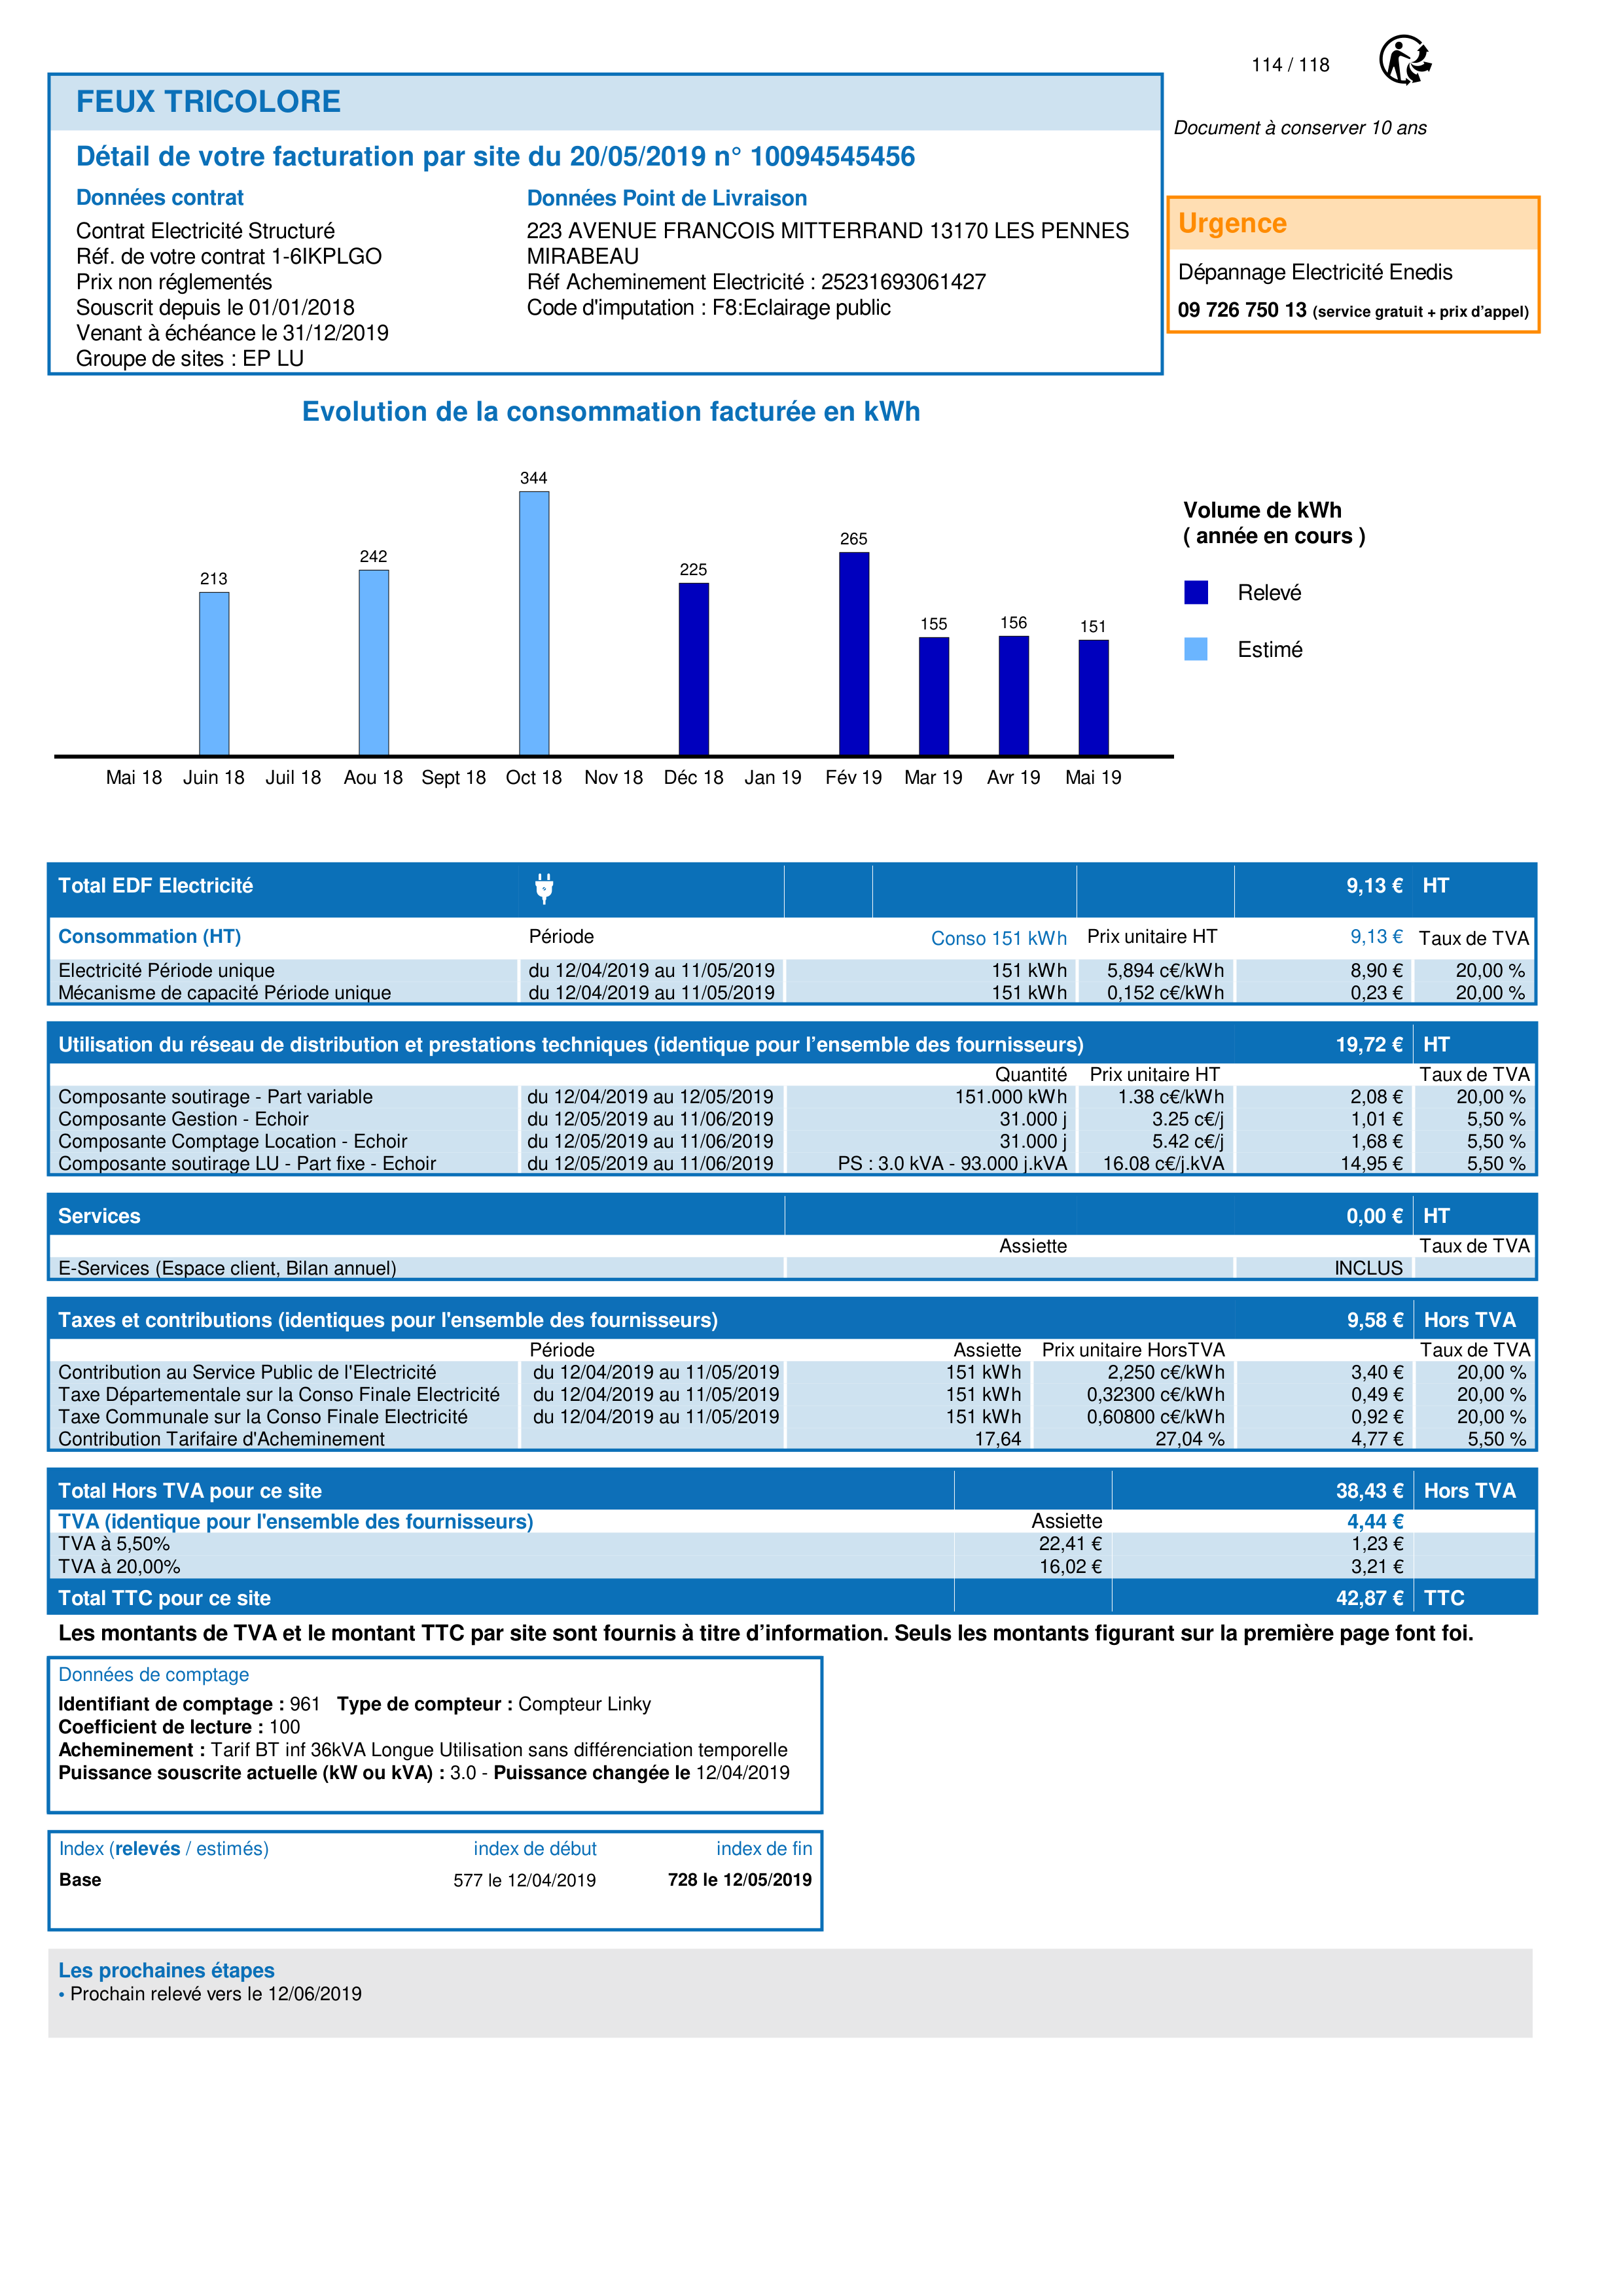 114 / 118
FEUX TRICOLORE
Document à conserver 10 ans
Détail de votre facturation par site du 20/05/2019 n° 10094545456
Données contrat
Contrat Electricité Structuré
Réf. de votre contrat 1-6IKPLGO
Prix non réglementés
Souscrit depuis le 01/01/2018
Venant à échéance le 31/12/2019
Groupe de sites : EP LU
Données Point de Livraison
223 AVENUE FRANCOIS MITTERRAND 13170 LES PENNES
MIRABEAU
Réf Acheminement Electricité : 25231693061427
Code d'imputation : F8:Eclairage public
Urgence
Dépannage Electricité Enedis
09 726 750 13 (service gratuit + prix d’appel)
Evolution de la consommation facturée en kWh
213 242 344 225 265 155 156 151
Mai 18 Juin 18 Juil 18 Aou 18 Sept 18 Oct 18 Nov 18 Déc 18 Jan 19 Fév 19 Mar 19 Avr 19 Mai 19
Volume de kWh
( année en cours )
Relevé
Estimé
Total EDF Electricité 9,13 € HT
Consommation (HT) Période Conso 151 kWh Prix unitaire HT 9,13 € Taux de TVA
Electricité Période unique du 12/04/2019 au 11/05/2019 151 kWh 5,894 c€/kWh 8,90 € 20,00 %
Mécanisme de capacité Période unique du 12/04/2019 au 11/05/2019 151 kWh 0,152 c€/kWh 0,23 € 20,00 %
Utilisation du réseau de distribution et prestations techniques (identique pour l’ensemble des fournisseurs) 19,72 € HT
Quantité Prix unitaire HT Taux de TVA
Composante soutirage - Part variable du 12/04/2019 au 12/05/2019 151.000 kWh 1.38 c€/kWh 2,08 € 20,00 %
Composante Gestion - Echoir du 12/05/2019 au 11/06/2019 31.000 j 3.25 c€/j 1,01 € 5,50 %
Composante Comptage Location - Echoir du 12/05/2019 au 11/06/2019 31.000 j 5.42 c€/j 1,68 € 5,50 %
Composante soutirage LU - Part fixe - Echoir du 12/05/2019 au 11/06/2019 PS : 3.0 kVA - 93.000 j.kVA 16.08 c€/j.kVA 14,95 € 5,50 %
Services 0,00 € HT
Assiette Taux de TVA
E-Services (Espace client, Bilan annuel) INCLUS
Taxes et contributions (identiques pour l'ensemble des fournisseurs) 9,58 € Hors TVA
Période Assiette Prix unitaire HorsTVA Taux de TVA
Contribution au Service Public de l'Electricité du 12/04/2019 au 11/05/2019 151 kWh 2,250 c€/kWh 3,40 € 20,00 %
Taxe Départementale sur la Conso Finale Electricité du 12/04/2019 au 11/05/2019 151 kWh 0,32300 c€/kWh 0,49 € 20,00 %
Taxe Communale sur la Conso Finale Electricité du 12/04/2019 au 11/05/2019 151 kWh 0,60800 c€/kWh 0,92 € 20,00 %
Contribution Tarifaire d'Acheminement 17,64 27,04 % 4,77 € 5,50 %
Total Hors TVA pour ce site 38,43 € Hors TVA
TVA (identique pour l'ensemble des fournisseurs) Assiette 4,44 €
TVA à 5,50% 22,41 € 1,23 €
TVA à 20,00% 16,02 € 3,21 €
Total TTC pour ce site 42,87 € TTC
Les montants de TVA et le montant TTC par site sont fournis à titre d’information. Seuls les montants figurant sur la première page font foi.
Données de comptage
Identifiant de comptage : 961 Type de compteur : Compteur Linky
Coefficient de lecture : 100
Acheminement : Tarif BT inf 36kVA Longue Utilisation sans différenciation temporelle
Puissance souscrite actuelle (kW ou kVA) : 3.0 - Puissance changée le 12/04/2019
Index (relevés / estimés) index de début index de fin
Base 577 le 12/04/2019 728 le 12/05/2019
Les prochaines étapes
• Prochain relevé vers le 12/06/2019